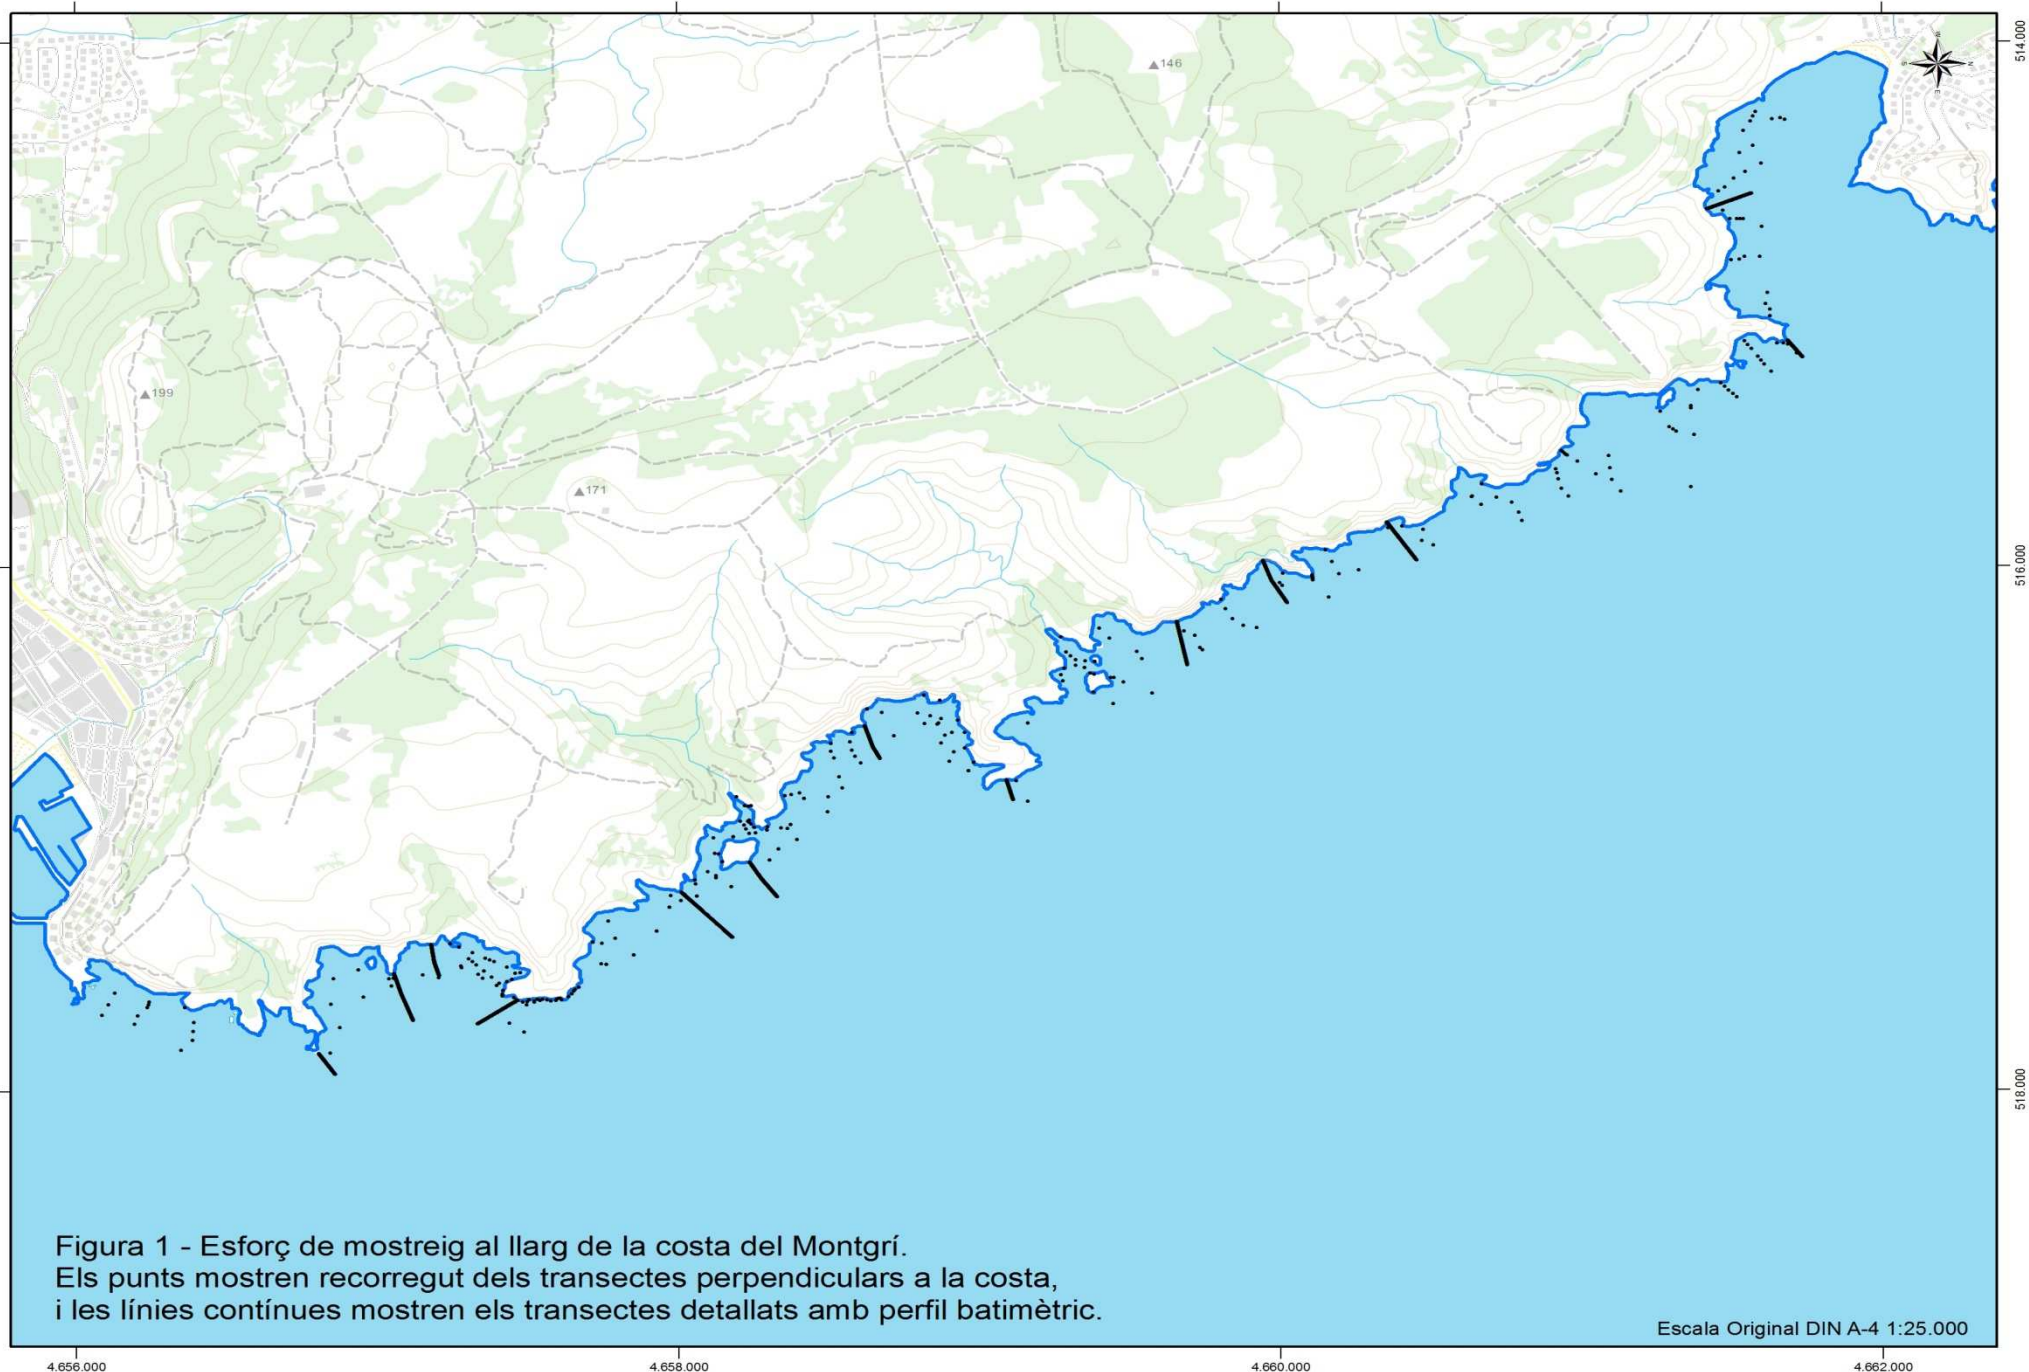 514.000
146
199
171
516.000
518.000
Figura 1 - Esforç de mostreig al llarg de la costa del Montgrí.
Els punts mostren recorregut dels transectes perpendiculars a la costa,
i les línies contínues mostren els transectes detallats amb perfil batimètric.
Escala Original DIN A-4 1:25.000
4.656.000
4.658.000
4.660.000
4.662.000